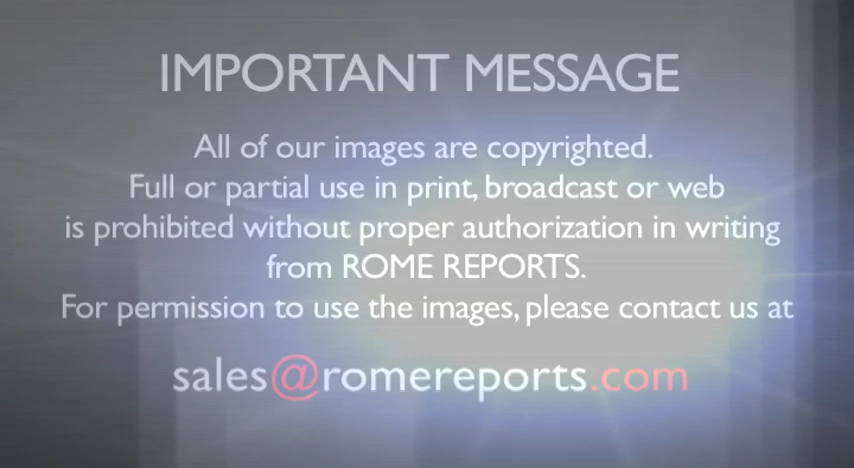 IMPORTANT MESSAGE
All of our images are copyrighted.
Full or partial use in print, broadcast or web
is prohibited without proper authorization in writing
from ROME REPORTS.
For permission to use the images, please contact us at
sales@romereports.com